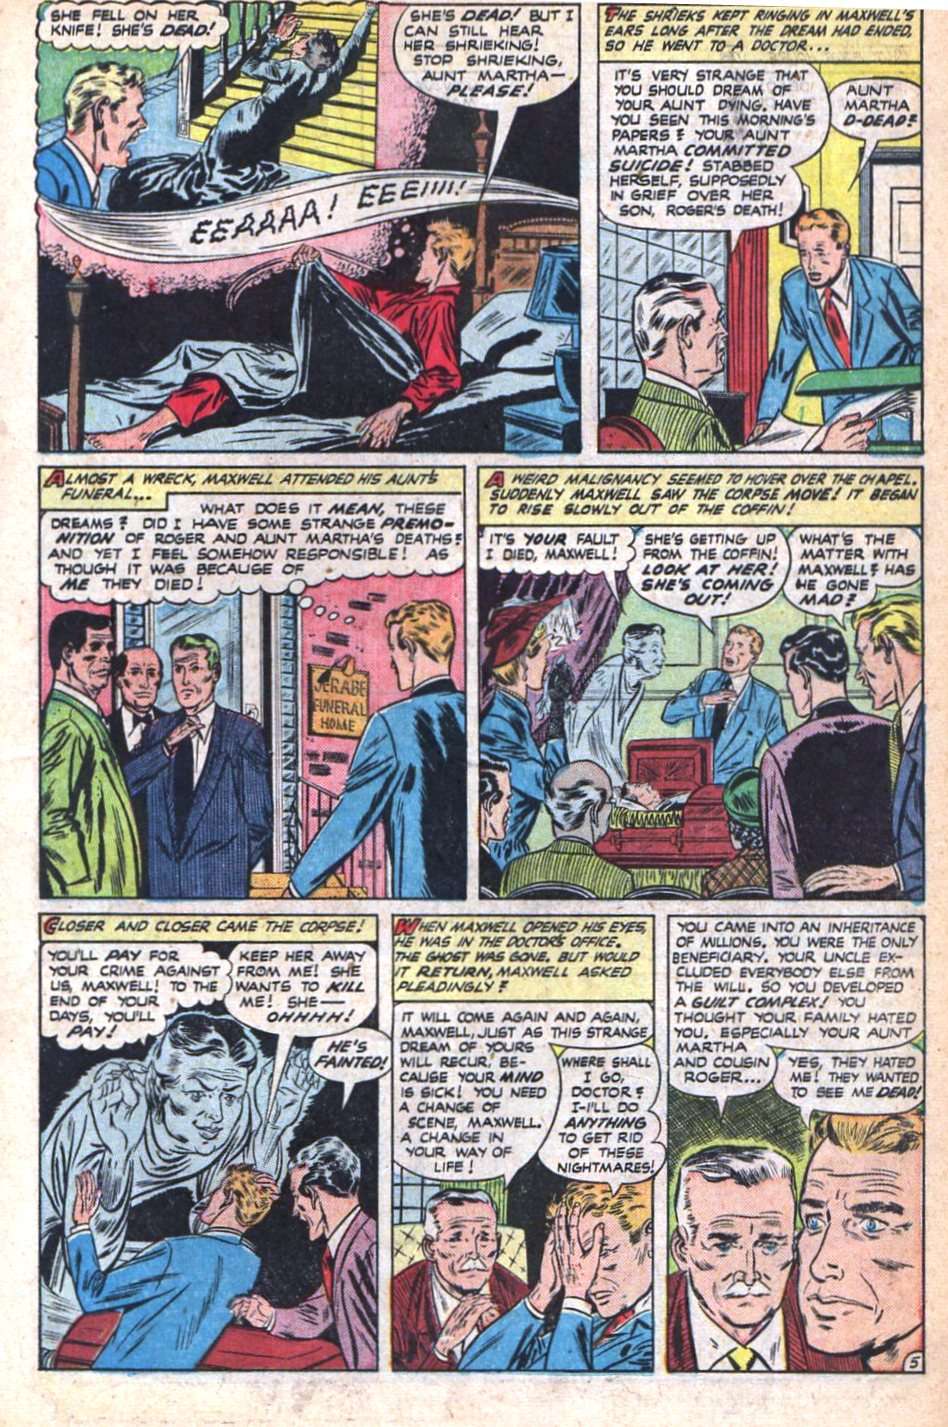 SHE FELL ON HER
KNIFE! SHE'S DEAD!
SHE'S DEAD! BUT I
CAN STILL HEAR
HER SHRIEKING!
STOP SHRIEKING,
AUNT MARTHA—
PLEASE!
EEAAAA! EEEIIII!
THE SHRIEKS KEPT RINGING IN MAXWELL'S
EARS LONG AFTER THE DREAM HAD ENDED,
SO HE WENT TO A DOCTOR...
IT'S VERY STRANGE THAT
YOU SHOULD DREAM OF
YOUR AUNT DYING. HAVE
YOU SEEN THIS MORNING'S
PAPERS? YOUR AUNT
MARTHA COMMITTED
SUICIDE! STABBED
HERSELF, SUPPOSEDLY
IN GRIEF OVER HER
SON, ROGER'S DEATH!
AUNT
MARTHA
D-DEAD?
ALMOST A WRECK, MAXWELL ATTENDED HIS AUNT'S
FUNERAL...
WHAT DOES IT MEAN, THESE
DREAMS? DID I HAVE SOME STRANGE PREMO-
NITION OF ROGER AND AUNT MARTHA'S DEATHS?
AND YET I FEEL SOMEHOW RESPONSIBLE! AS
THOUGH IT WAS BECAUSE OF
ME THEY DIED!
JERABE
FUNERAL
HOME
A WEIRD MALIGNANCY SEEMED TO HOVER OVER THE CHAPEL.
SUDDENLY MAXWELL SAW THE CORPSE MOVE! IT BEGAN
TO RISE SLOWLY OUT OF THE COFFIN!
IT'S YOUR FAULT
I DIED, MAXWELL!
SHE'S GETTING UP
FROM THE COFFIN!
LOOK AT HER!
SHE'S COMING
OUT!
WHAT'S THE
MATTER WITH
MAXWELL? HAS
HE GONE
MAD?
CLOSER AND CLOSER CAME THE CORPSE!
YOU'LL PAY FOR
YOUR CRIME AGAINST
US, MAXWELL! TO THE
END OF YOUR
DAYS, YOU'LL
PAY!
KEEP HER AWAY
FROM ME! SHE
WANTS TO KILL
ME! SHE—
OHHHH!
HE'S
FAINTED!
WHEN MAXWELL OPENED HIS EYES,
HE WAS IN THE DOCTOR'S OFFICE.
THE GHOST WAS GONE. BUT WOULD
IT RETURN, MAXWELL ASKED
PLEADINGLY?
IT WILL COME AGAIN AND AGAIN,
MAXWELL, JUST AS THIS STRANGE
DREAM OF YOURS
WILL RECUR, BE-
CAUSE YOUR MIND
IS SICK! YOU NEED
A CHANGE OF
SCENE, MAXWELL.
A CHANGE IN
YOUR WAY OF
LIFE!
WHERE SHALL
I GO,
DOCTOR?
I-I'LL DO
ANYTHING
TO GET RID
OF THESE
NIGHTMARES!
YOU CAME INTO AN INHERITANCE
OF MILLIONS. YOU WERE THE ONLY
BENEFICIARY. YOUR UNCLE EX-
CLUDED EVERYBODY ELSE FROM
THE WILL. SO YOU DEVELOPED
A GUILT COMPLEX! YOU
THOUGHT YOUR FAMILY HATED
YOU, ESPECIALLY YOUR AUNT
MARTHA
AND COUSIN
ROGER...
YES, THEY HATED
ME! THEY WANTED
TO SEE ME DEAD!
5